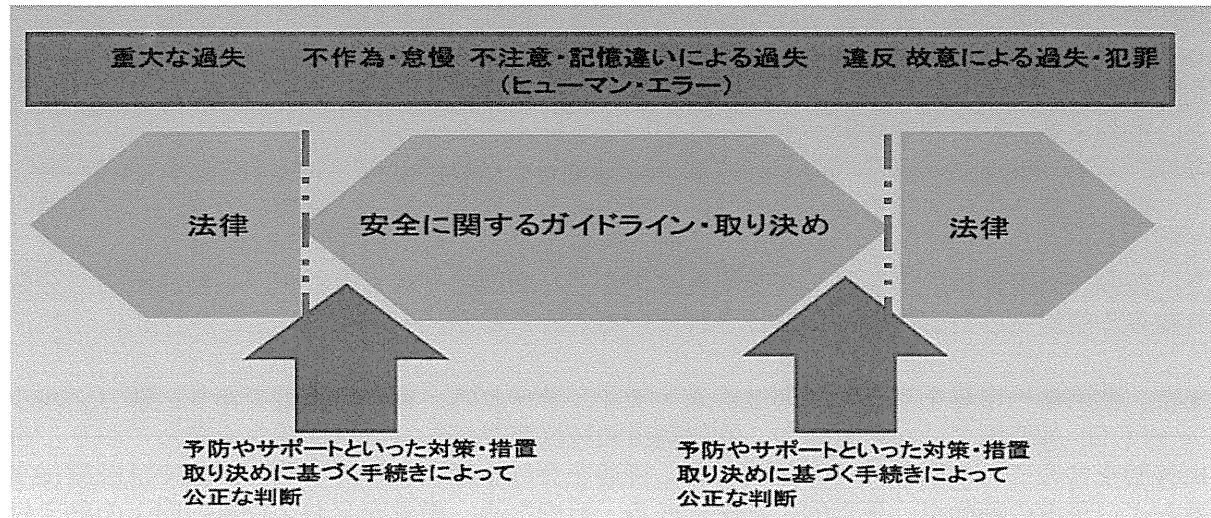 重大な過失 不作為・怠慢 不注意・記憶違いによる過失 違反 故意による過失・犯罪
(ヒューマン・エラー)
法律 安全に関するガイドライン・取り決め 法律
予防やサポートといった対策・措置
取り決めに基づく手続きによって
公正な判断
予防やサポートといった対策・措置
取り決めに基づく手続きによって
公正な判断